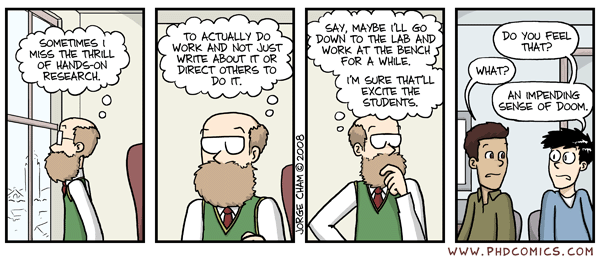 SOMETIMES I
MISS THE THRILL
OF HANDS-ON
RESEARCH.
TO ACTUALLY DO
WORK AND NOT JUST
WRITE ABOUT IT OR
DIRECT OTHERS TO
DO IT.
JORGE CHAM © 2008
SAY, MAYBE I'LL GO
DOWN TO THE LAB AND
WORK AT THE BENCH
FOR A WHILE.
I'M SURE THAT'LL
EXCITE THE
STUDENTS.
DO YOU FEEL
THAT?
WHAT?
AN IMPENDING
SENSE OF DOOM.
WWW.PHDCOMICS.COM